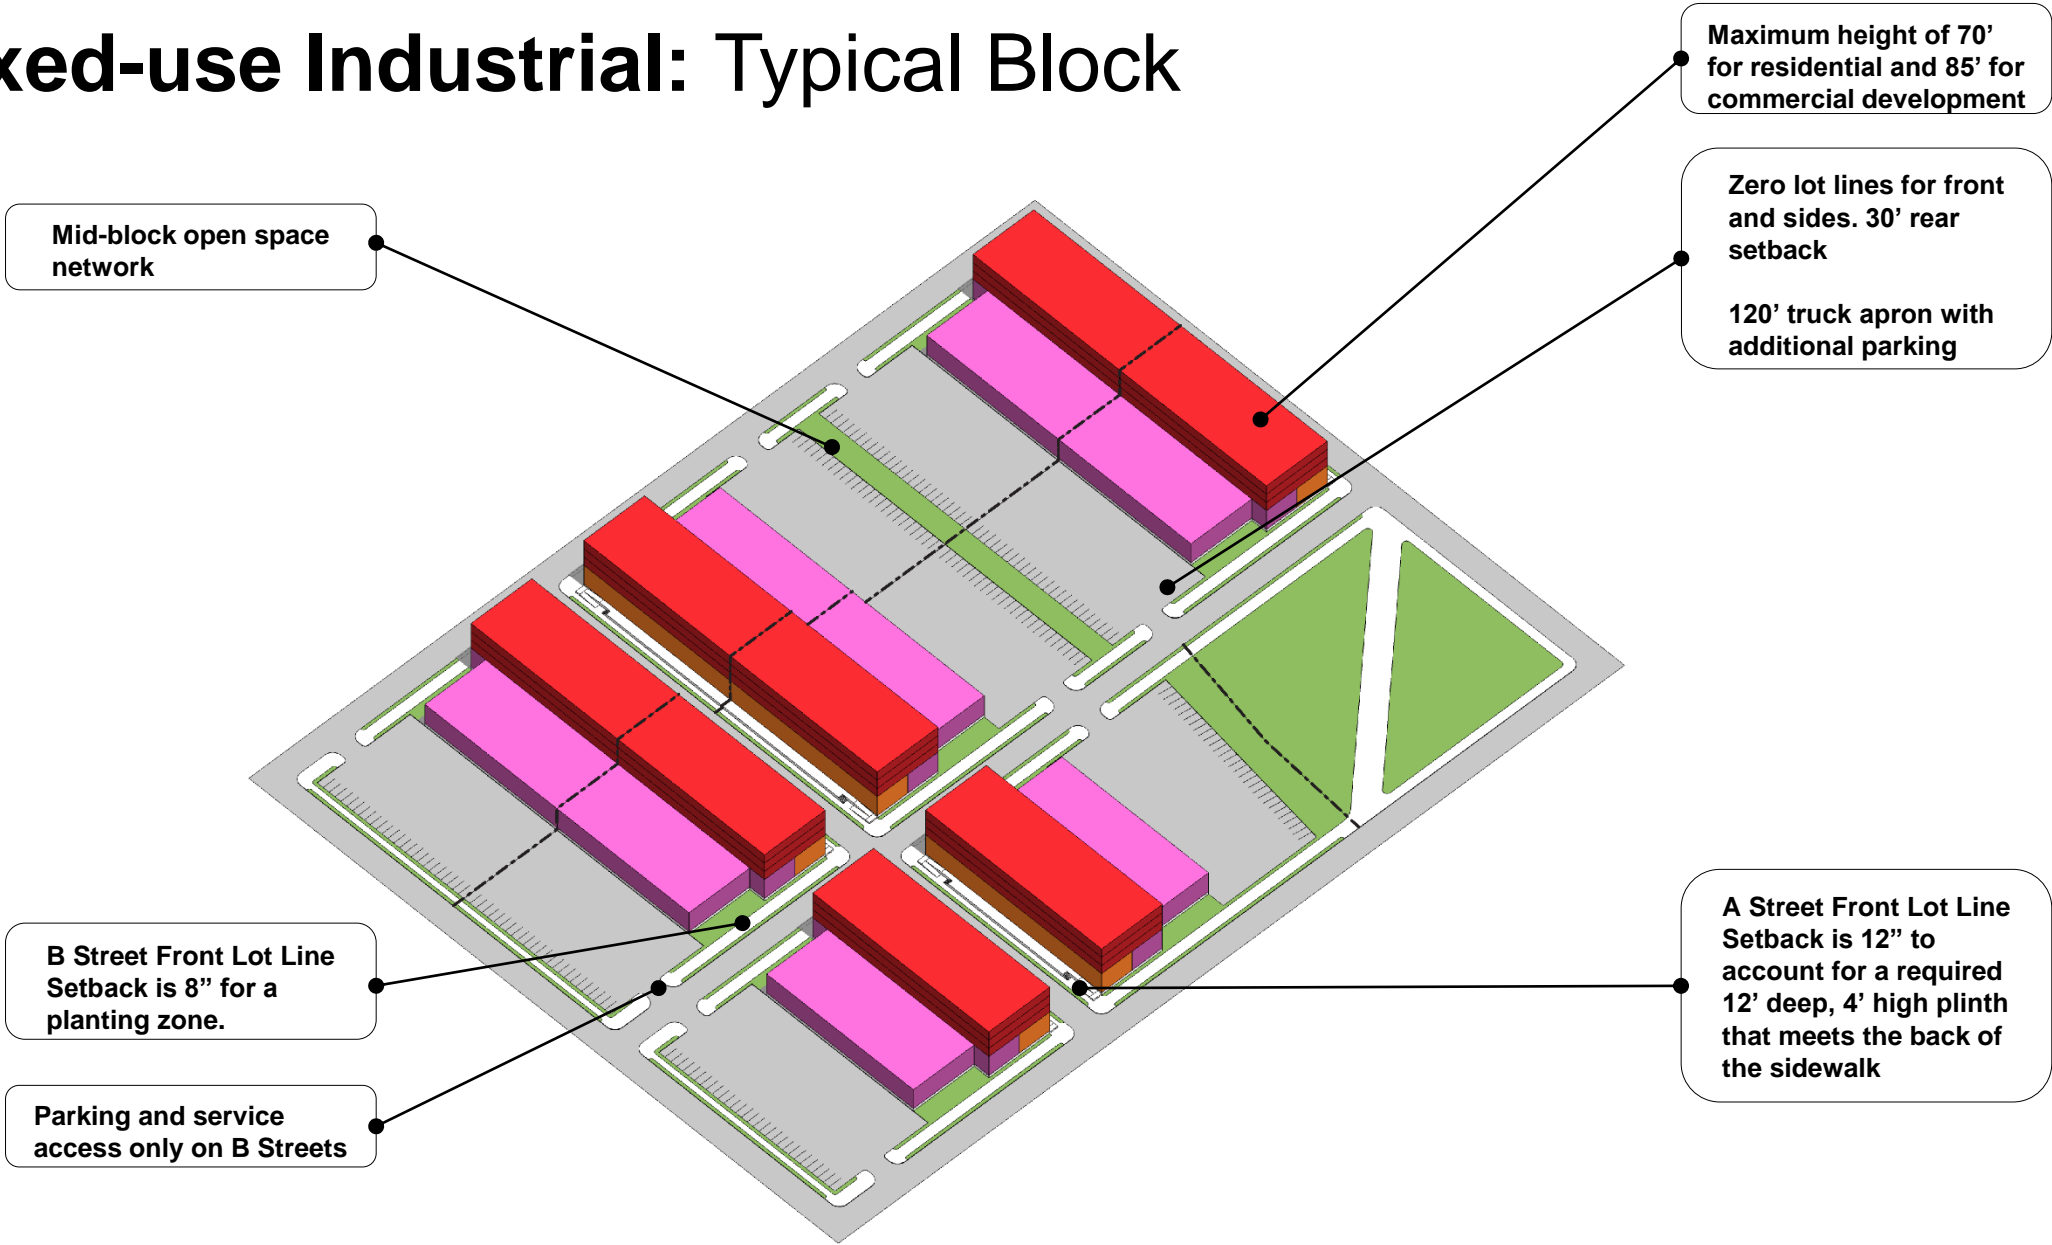 xed-use Industrial: Typical Block
Maximum height of 70’
for residential and 85’ for
commercial development
Zero lot lines for front
and sides. 30’ rear
setback
120’ truck apron with
additional parking
Mid-block open space
network
B Street Front Lot Line
Setback is 8” for a
planting zone.
Parking and service
access only on B Streets
A Street Front Lot Line
Setback is 12” to
account for a required
12’ deep, 4’ high plinth
that meets the back of
the sidewalk